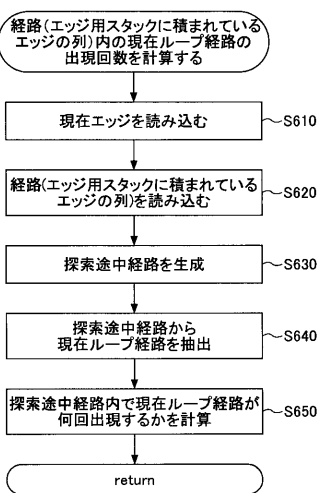 経路(エッジ用スタックに積まれている
エッジの列)内の現在ループ経路の
出現回数を計算する
現在エッジを読み込む
S610
経路(エッジ用スタックに積まれている
エッジの列)を読み込む
S620
探索途中経路を生成
S630
探索途中経路から
現在ループ経路を抽出
S640
探索途中経路内で現在ループ経路が
何回出現するかを計算
S650
return